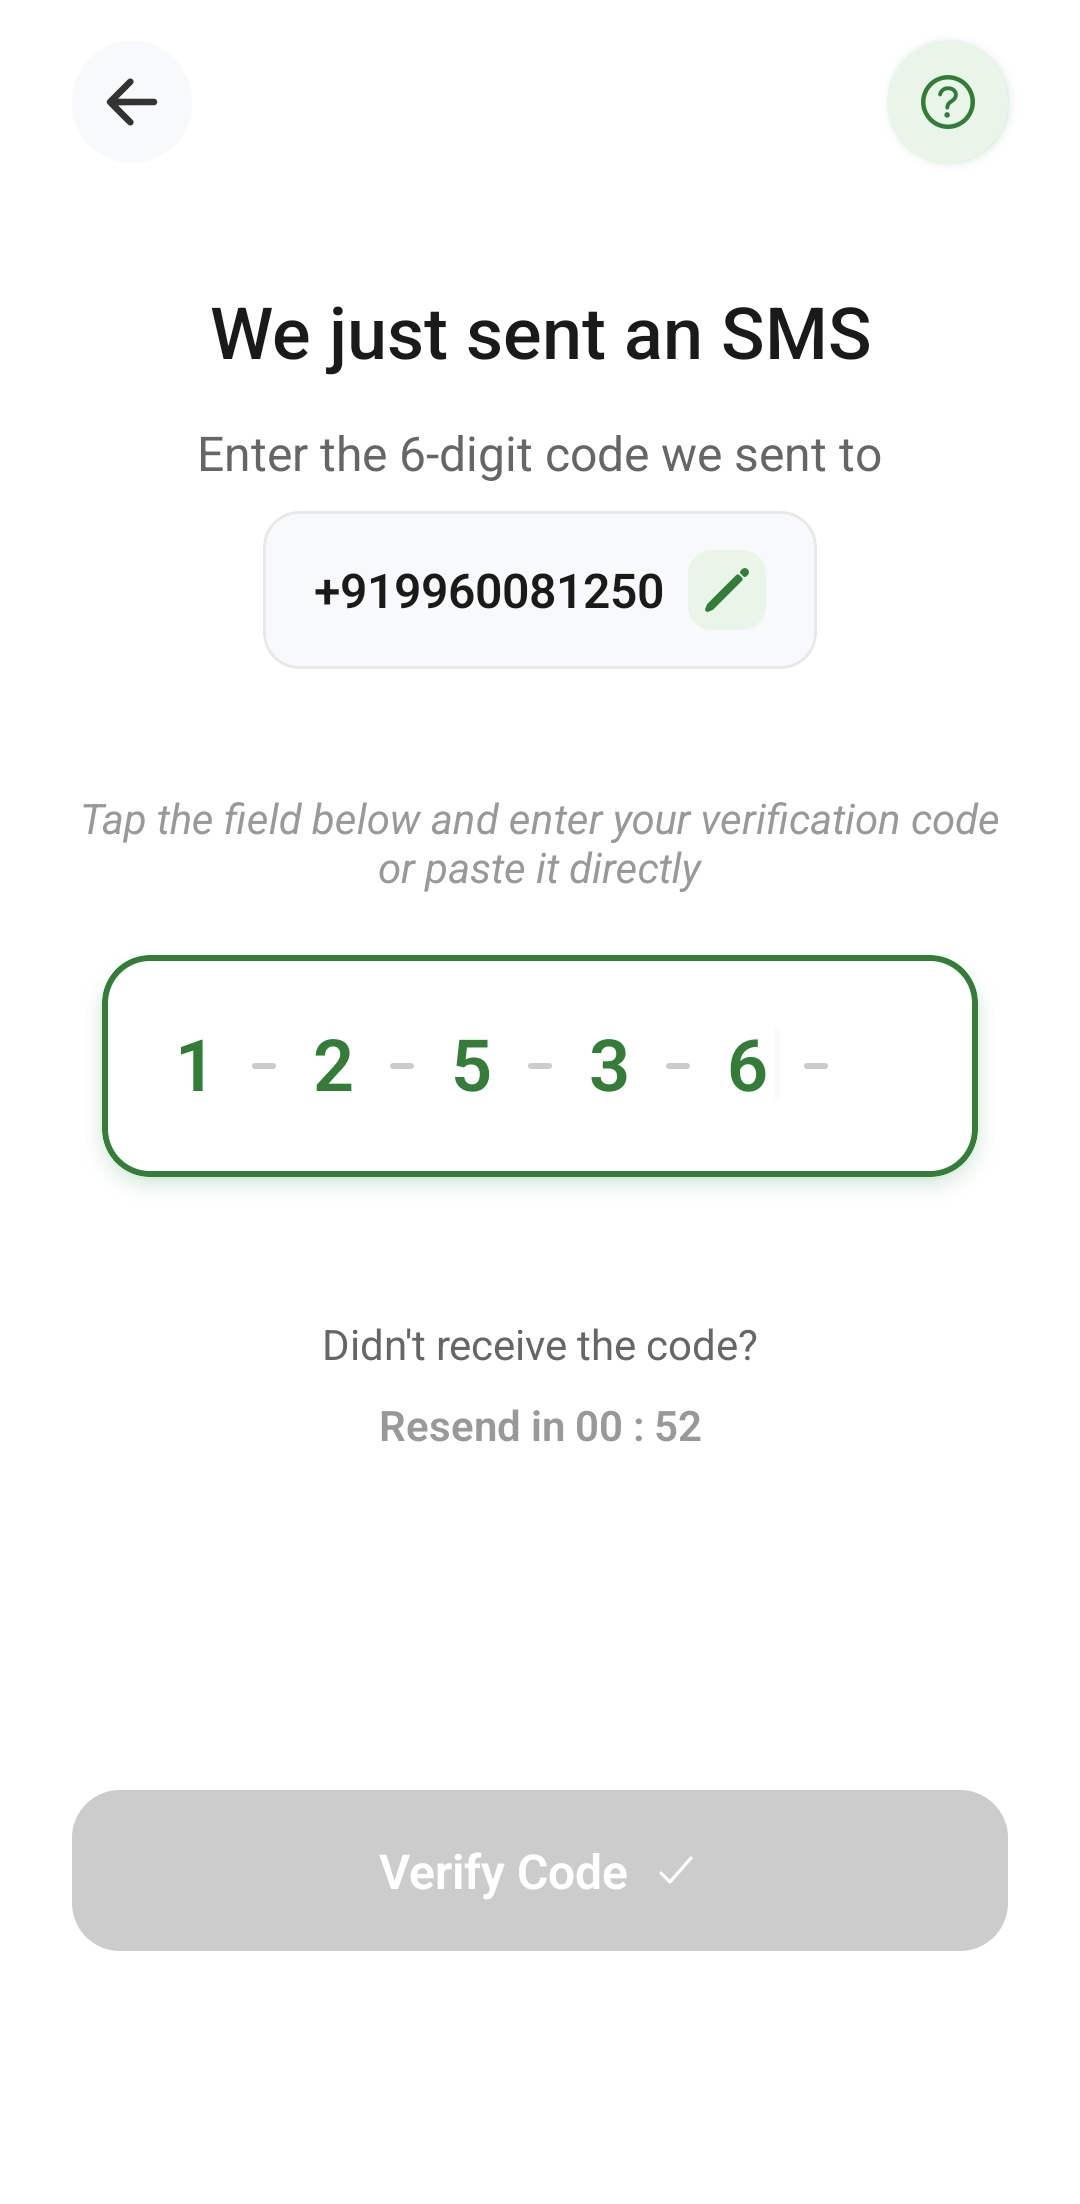 We just sent an SMS
Enter the 6-digit code we sent to
+919960081250
Tap the field below and enter your verification code
or paste it directly
1 - 2 - 5 - 3 - 6 -
Didn't receive the code?
Resend in 00 : 52
Verify Code